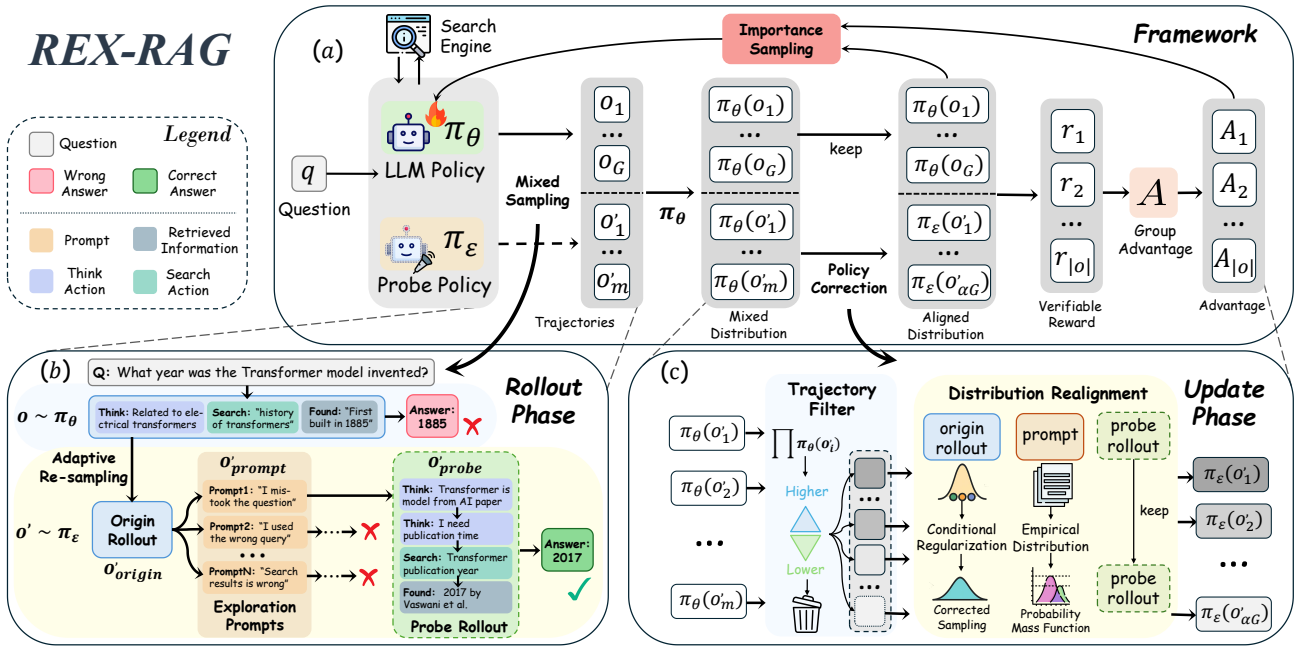 REX-RAG
Legend
Question
Wrong
Answer
Correct
Answer
Prompt
Retrieved
Information
Think
Action
Search
Action
(a)
Framework
Search
Engine
Importance
Sampling
q
Question
π_θ
LLM Policy
π_ε
Probe Policy
Mixed
Sampling
o_1
...
o_G
o'_1
...
o'_m
Trajectories
π_θ
π_θ(o_1)
...
π_θ(o_G)
π_θ(o'_1)
...
π_θ(o'_m)
Mixed
Distribution
keep
Policy
Correction
π_θ(o_1)
...
π_θ(o_G)
π_ε(o'_1)
...
π_ε(o'_{αG})
Aligned
Distribution
r_1
r_2
...
r_{|o|}
Verifiable
Reward
A
Group
Advantage
A_1
A_2
...
A_{|o|}
Advantage
(b)
Rollout
Phase
Q: What year was the Transformer model invented?
o ~ π_θ
Think: Related to ele-
ctrical transformers
Search: "history
of transformers"
Found: "First
built in 1885"
Answer:
1885
Adaptive
Re-sampling
o' ~ π_ε
Origin
Rollout
o'_origin
o'_prompt
Prompt1: "I mis-
took the question"
Prompt2: "I used
the wrong query"
...
PromptN: "Search
results is wrong"
Exploration
Prompts
o'_probe
Think: Transformer is
model from AI paper
Think: I need
publication time
Search: Transformer
publication year
Found: 2017 by
Vaswani et al.
Probe Rollout
Answer:
2017
(c)
Update
Phase
π_θ(o'_1)
π_θ(o'_2)
...
π_θ(o'_m)
Trajectory
Filter
∏ π_θ(o'_i)
Higher
Lower
...
...
Distribution Realignment
origin
rollout
Conditional
Regularization
Corrected
Sampling
prompt
Empirical
Distribution
Probability
Mass Function
probe
rollout
keep
probe
rollout
π_ε(o'_1)
π_ε(o'_2)
...
π_ε(o'_{αG})